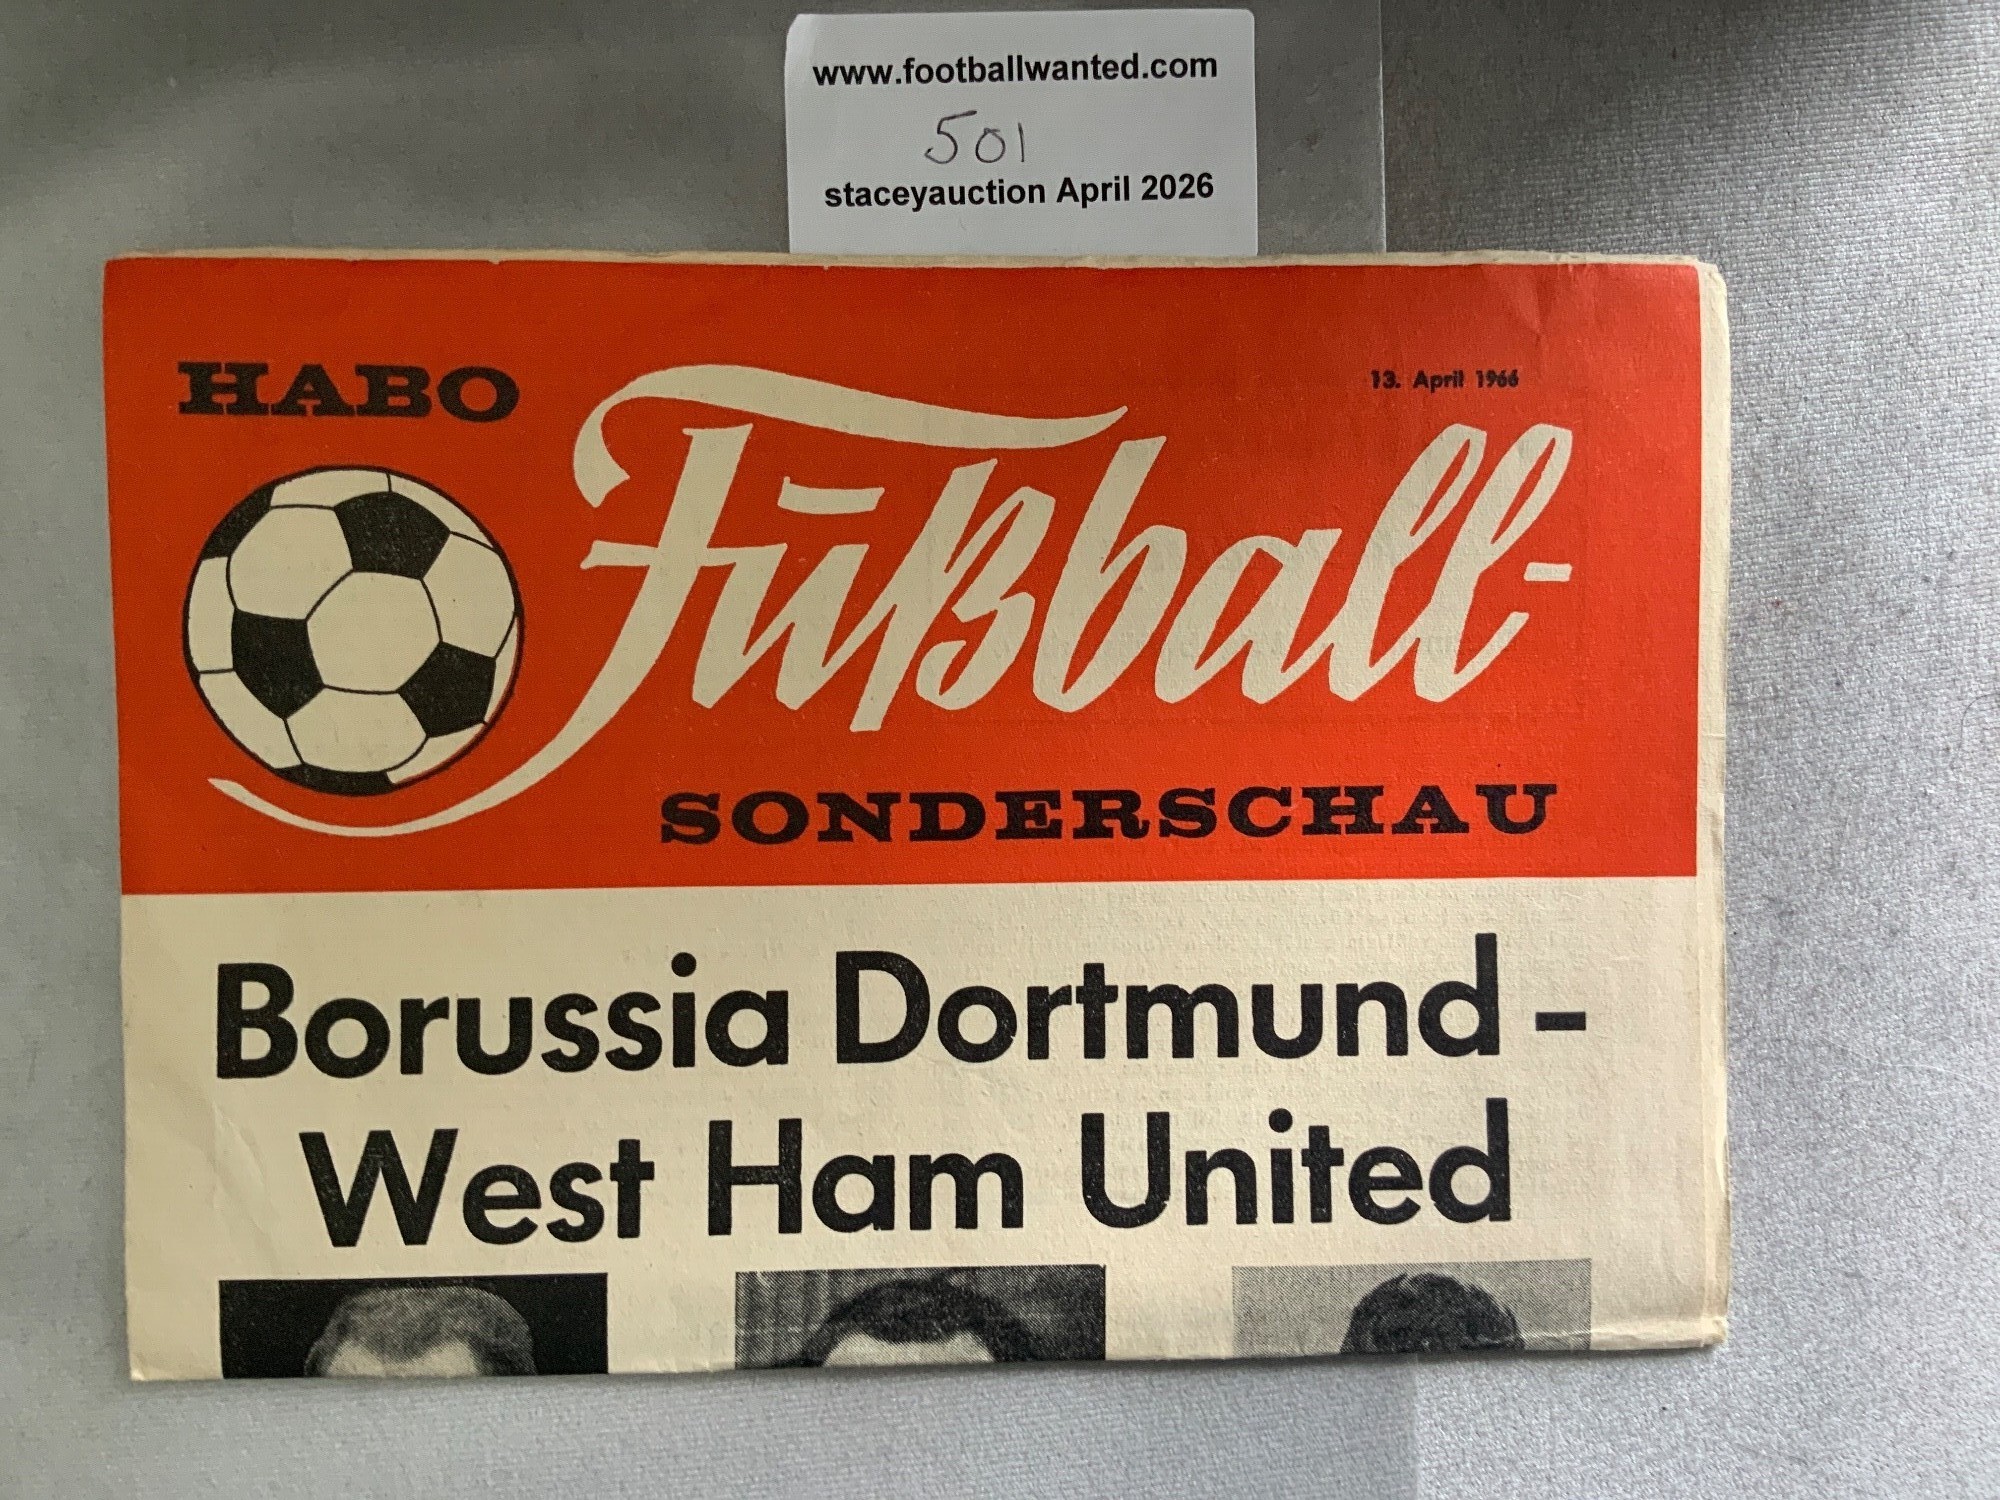 www.footballwanted.com
501
staceyauction April 2026
HABO
13. April 1966
Fußball-
SONDERSCHAU
Borussia Dortmund -
West Ham United